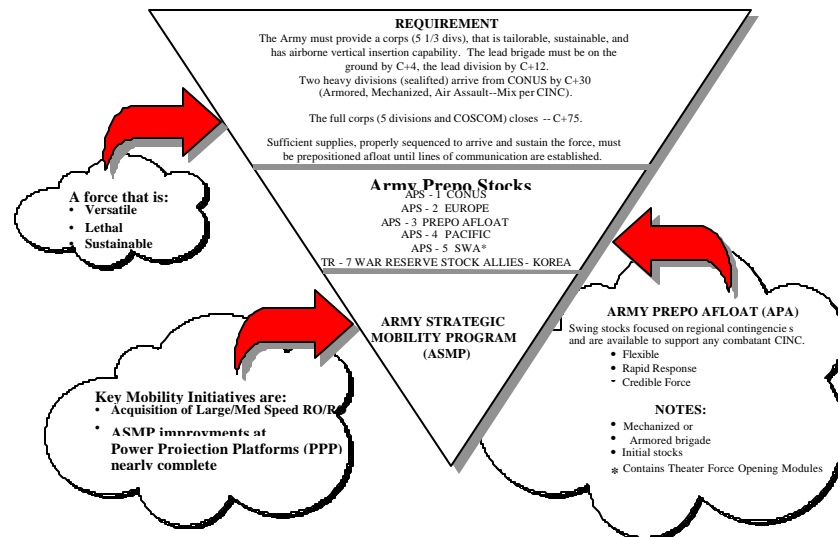 REQUIREMENT
The Army must provide a corps (5 1/3 divs), that is tailorable, sustainable, and
has airborne vertical insertion capability. The lead brigade must be on the
ground by C+4, the lead division by C+12.
Two heavy divisions (sealifted) arrive from CONUS by C+30
(Armored, Mechanized, Air Assault--Mix per CINC).
The full corps (5 divisions and COSCOM) closes -- C+75.
Sufficient supplies, properly sequenced to arrive and sustain the force, must
be prepositioned afloat until lines of communication are established.
Army Prepo Stocks
APS - 1 CONUS
APS - 2 EUROPE
APS - 3 PREPO AFLOAT
APS - 4 PACIFIC
APS - 5 SWA*
TR - 7 WAR RESERVE STOCK ALLIES- KOREA
ARMY STRATEGIC
MOBILITY PROGRAM
(ASMP)
A force that is:
• Versatile
• Lethal
• Sustainable
Key Mobility Initiatives are:
• Acquisition of Large/Med Speed RO/R
• ASMP improvments at
Power Projection Platforms (PPP)
nearly complete
ARMY PREPO AFLOAT (APA)
Swing stocks focused on regional contingencies
and are available to support any combatant CINC.
• Flexible
• Rapid Response
- Credible Force
NOTES:
• Mechanized or
• Armored brigade
• Initial stocks
* Contains Theater Force Opening Modules